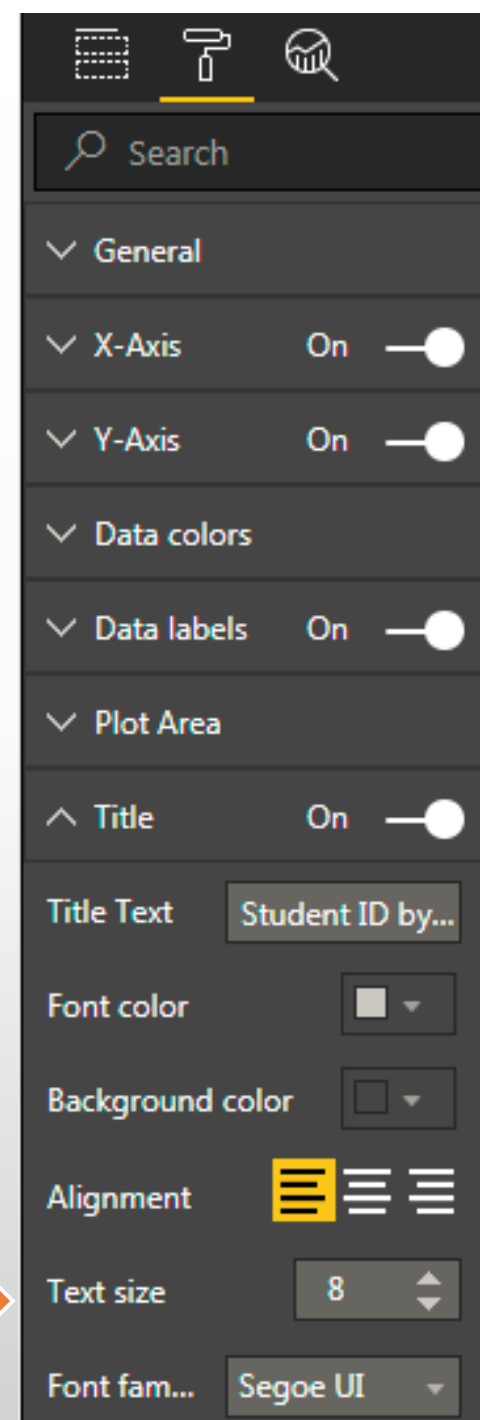 Search
General
X-Axis On
Y-Axis On
Data colors
Data labels On
Plot Area
Title On
Title Text Student ID by...
Font color
Background color
Alignment
Text size 8
Font fam... Segoe UI